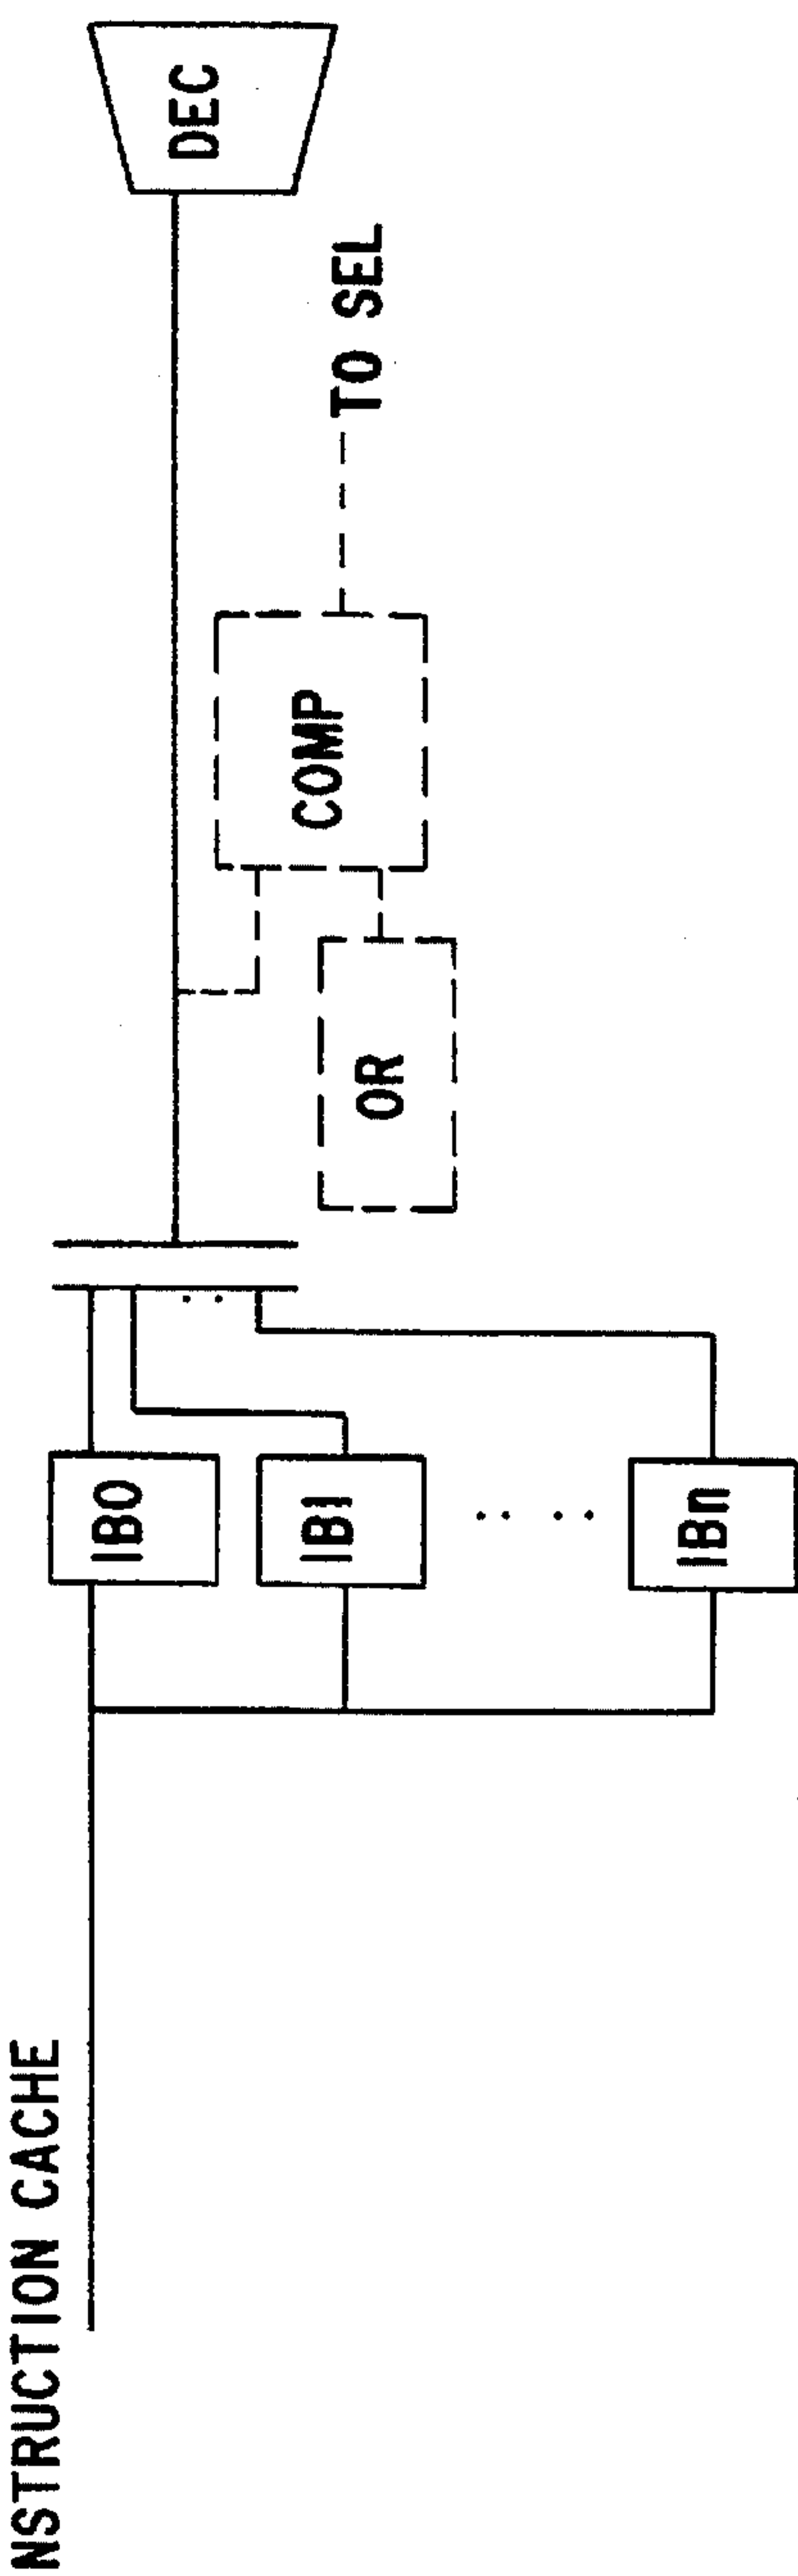 NSTRUCTION CACHE
IB0
IB1
IBn
OR
COMP
TO SEL
DEC